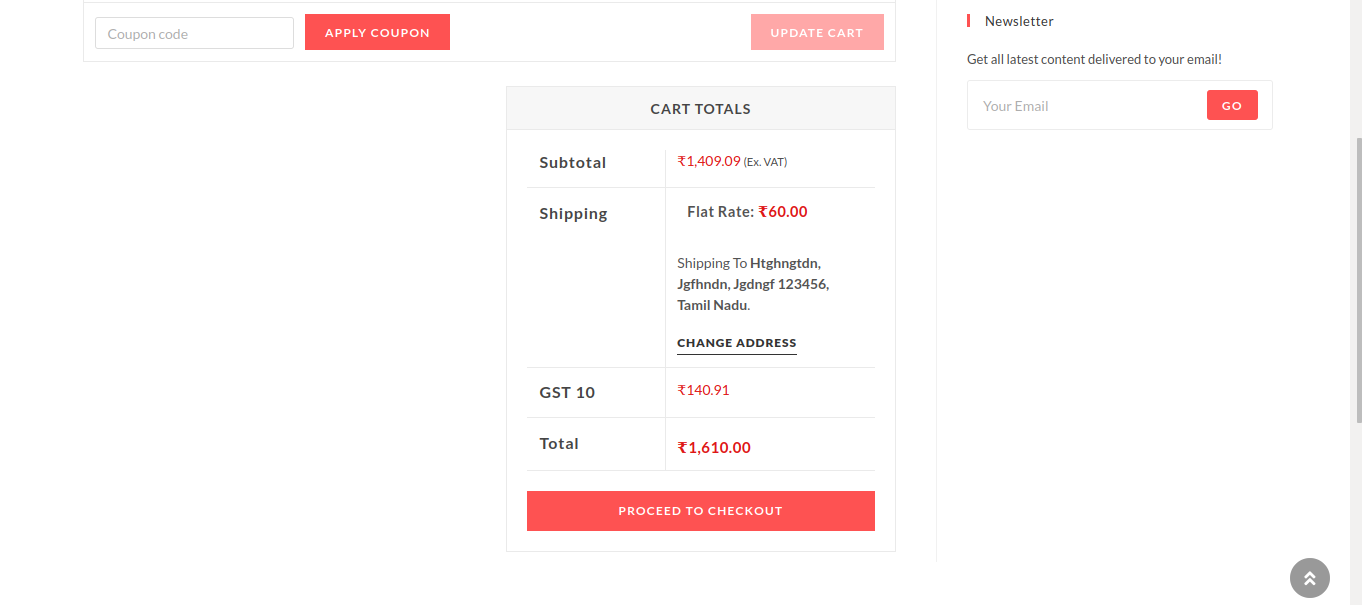 Coupon code
APPLY COUPON
UPDATE CART
CART TOTALS
Subtotal
₹1,409.09 (Ex. VAT)
Shipping
Flat Rate: ₹60.00
Shipping To Htghngtdn,
Jgfhndn, Jgdngf 123456,
Tamil Nadu.
CHANGE ADDRESS
GST 10
₹140.91
Total
₹1,610.00
PROCEED TO CHECKOUT
Newsletter
Get all latest content delivered to your email!
Your Email
GO